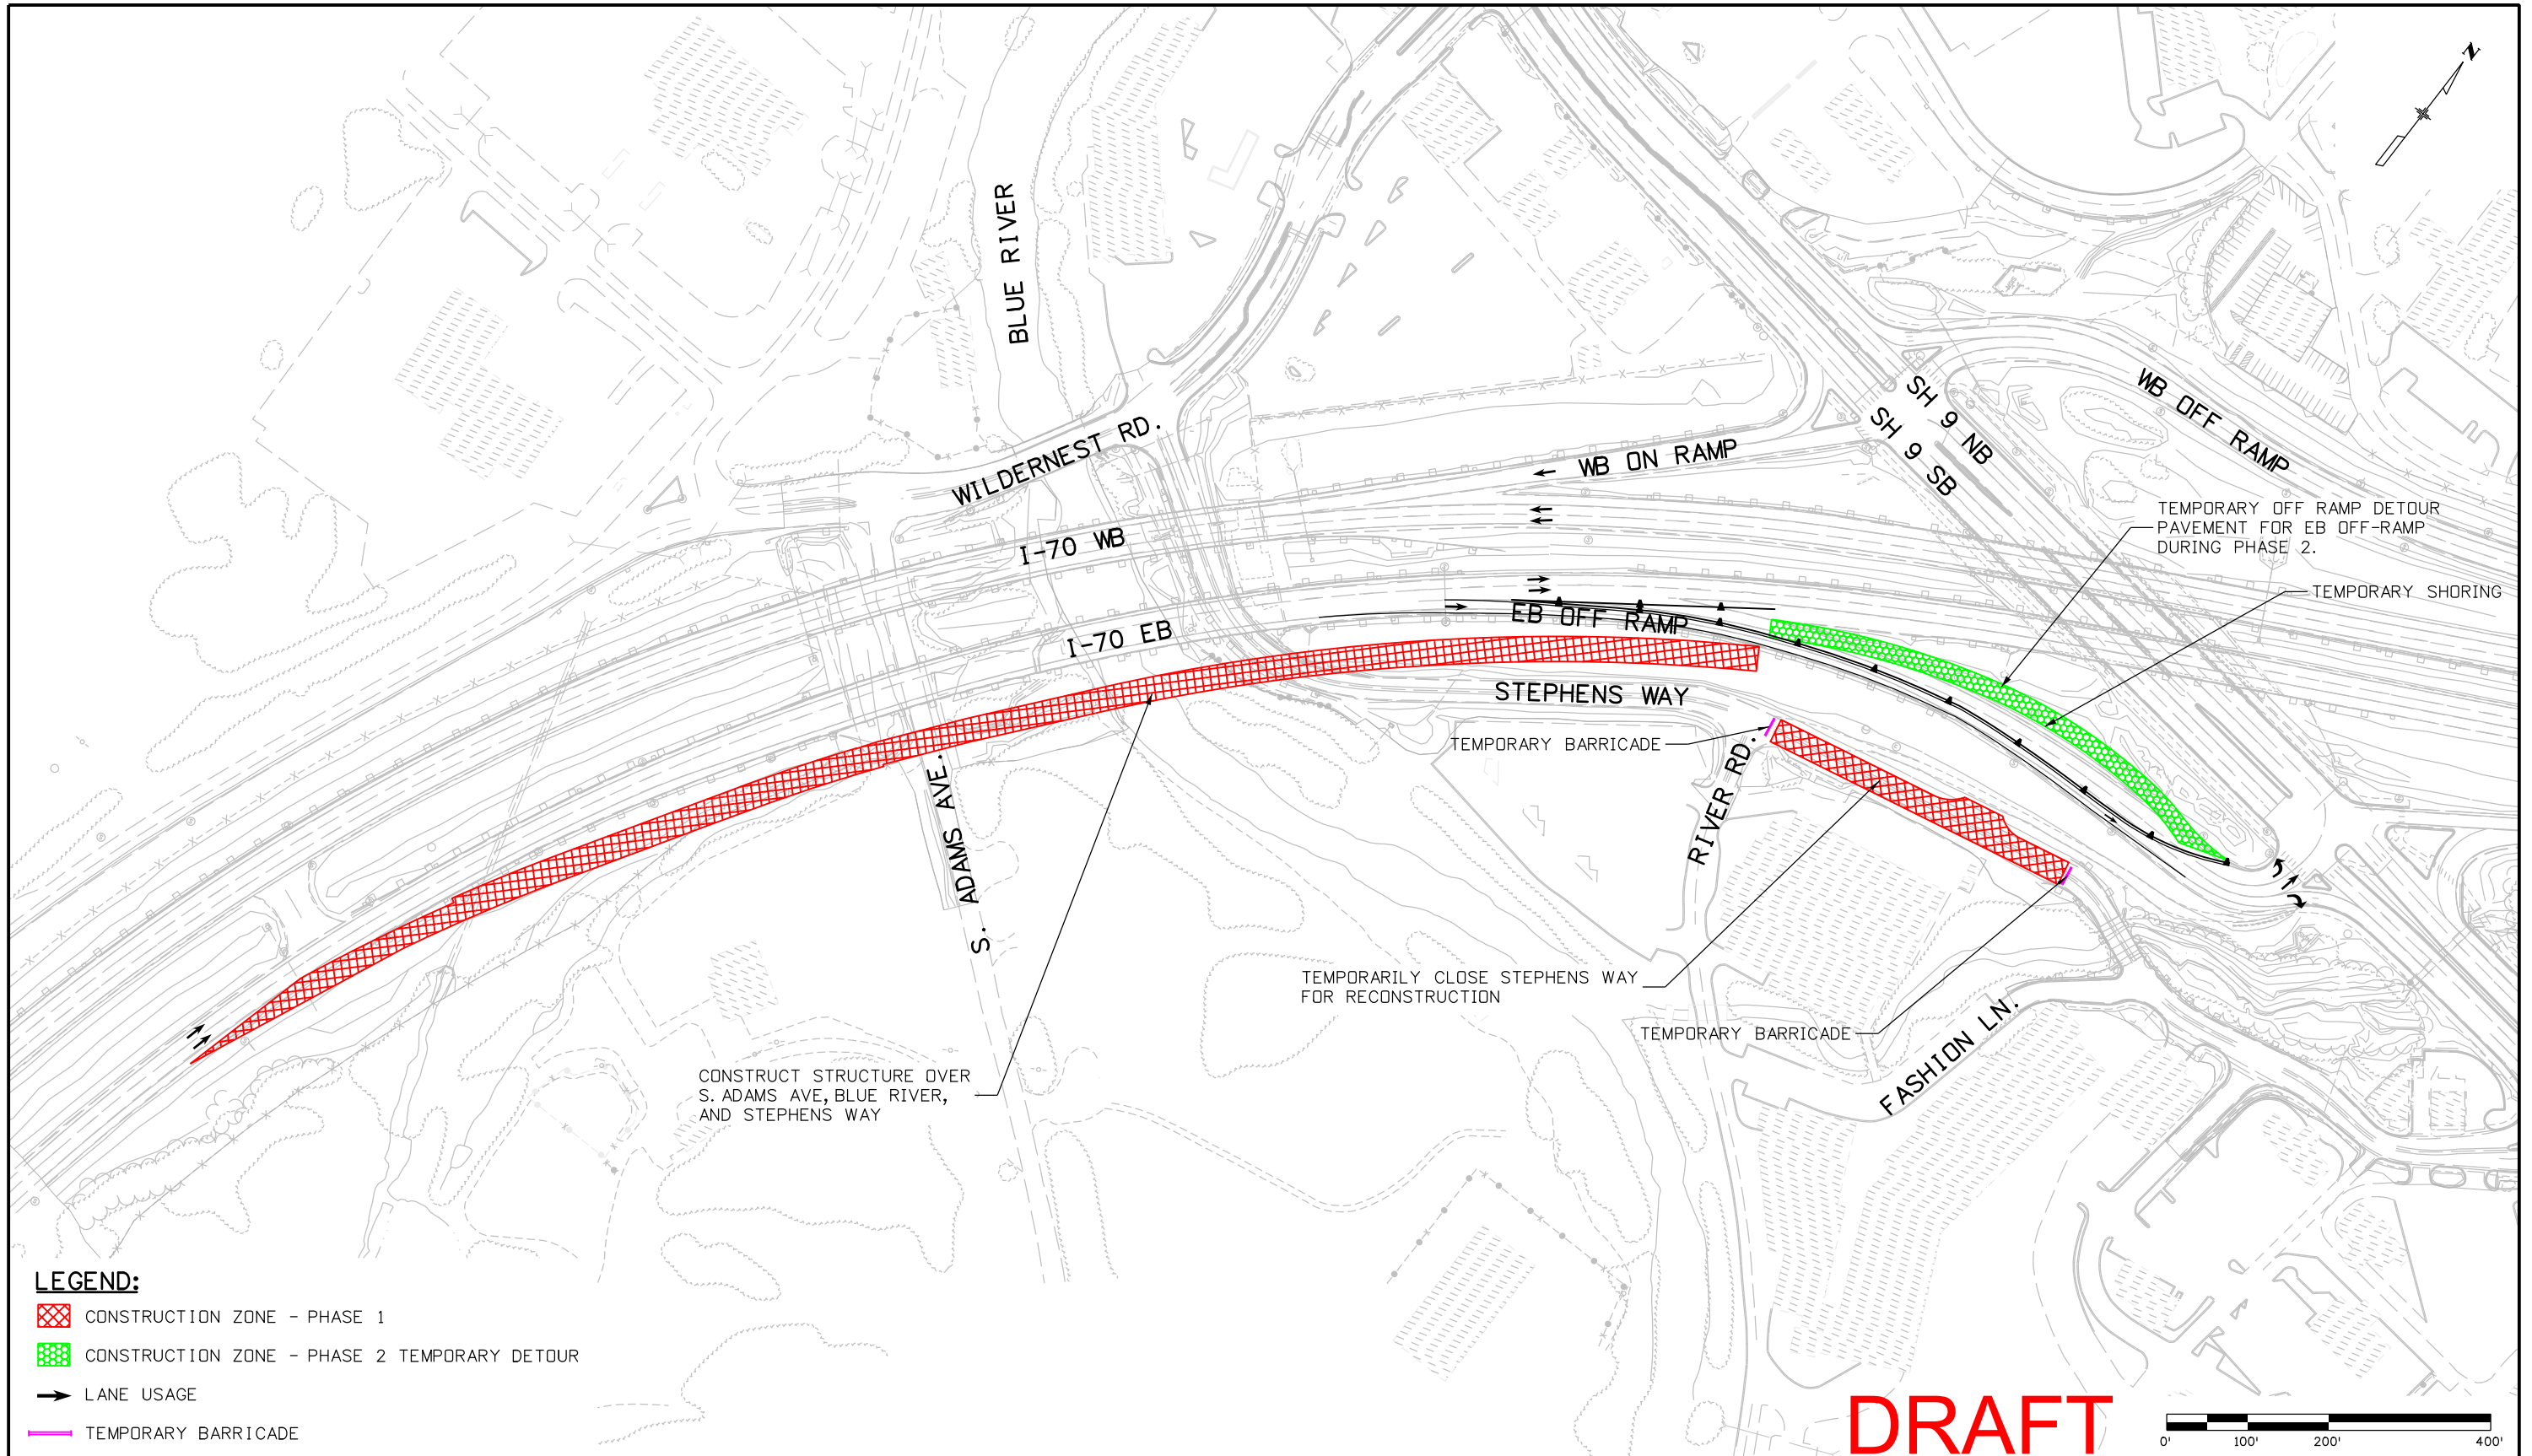 N
BLUE RIVER
WILDERNEST RD.
WB ON RAMP
SH 9 NB
SH 9 SB
WB OFF RAMP
TEMPORARY OFF RAMP DETOUR
PAVEMENT FOR EB OFF-RAMP
DURING PHASE 2.
TEMPORARY SHORING
I-70 WB
I-70 EB
EB OFF RAMP
STEPHENS WAY
TEMPORARY BARRICADE
RIVER RD.
S. ADAMS AVE.
TEMPORARILY CLOSE STEPHENS WAY
FOR RECONSTRUCTION
TEMPORARY BARRICADE
FASHION LN.
CONSTRUCT STRUCTURE OVER
S. ADAMS AVE, BLUE RIVER,
AND STEPHENS WAY
LEGEND:
CONSTRUCTION ZONE - PHASE 1
CONSTRUCTION ZONE - PHASE 2 TEMPORARY DETOUR
LANE USAGE
TEMPORARY BARRICADE
DRAFT
0' 100' 200' 400'